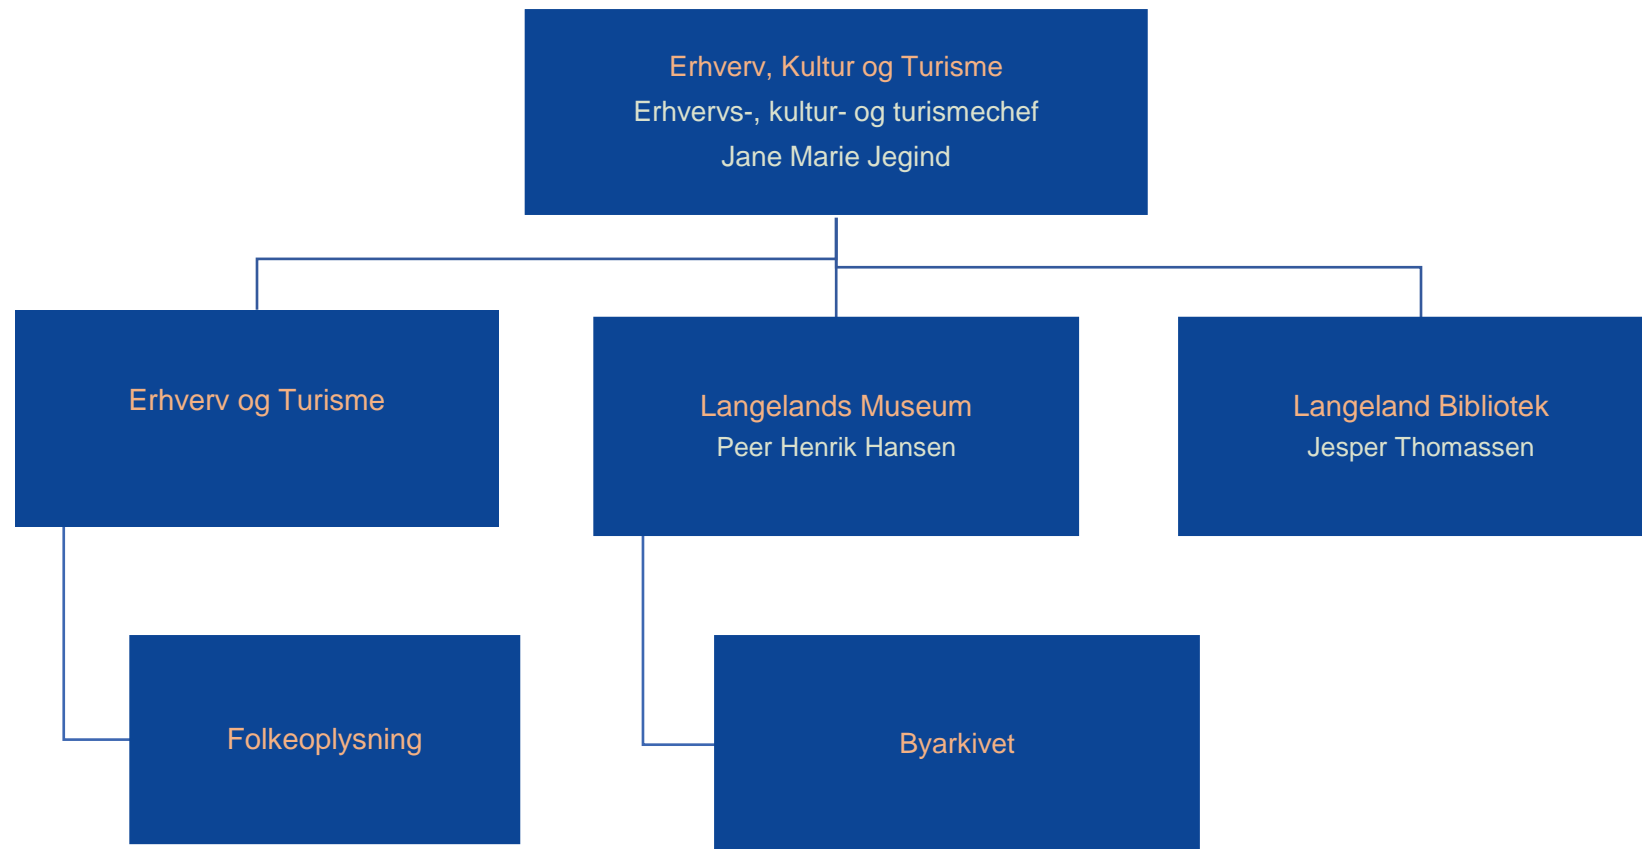 Erhverv, Kultur og Turisme
Erhvervs-, kultur- og turismechef
Jane Marie Jegind
Erhverv og Turisme
Langelands Museum
Peer Henrik Hansen
Langeland Bibliotek
Jesper Thomassen
Folkeoplysning
Byarkivet